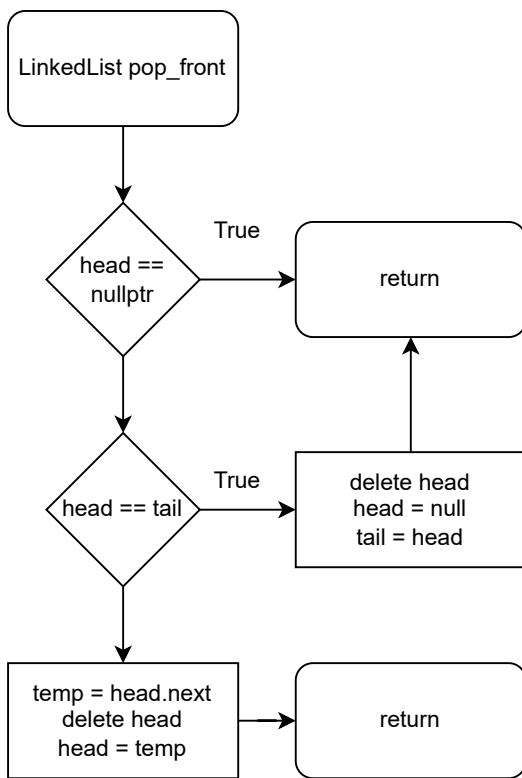 LinkedList pop_front
True
head ==
nullptr
return
True
head == tail
delete head
head = null
tail = head
temp = head.next
delete head
head = temp
return